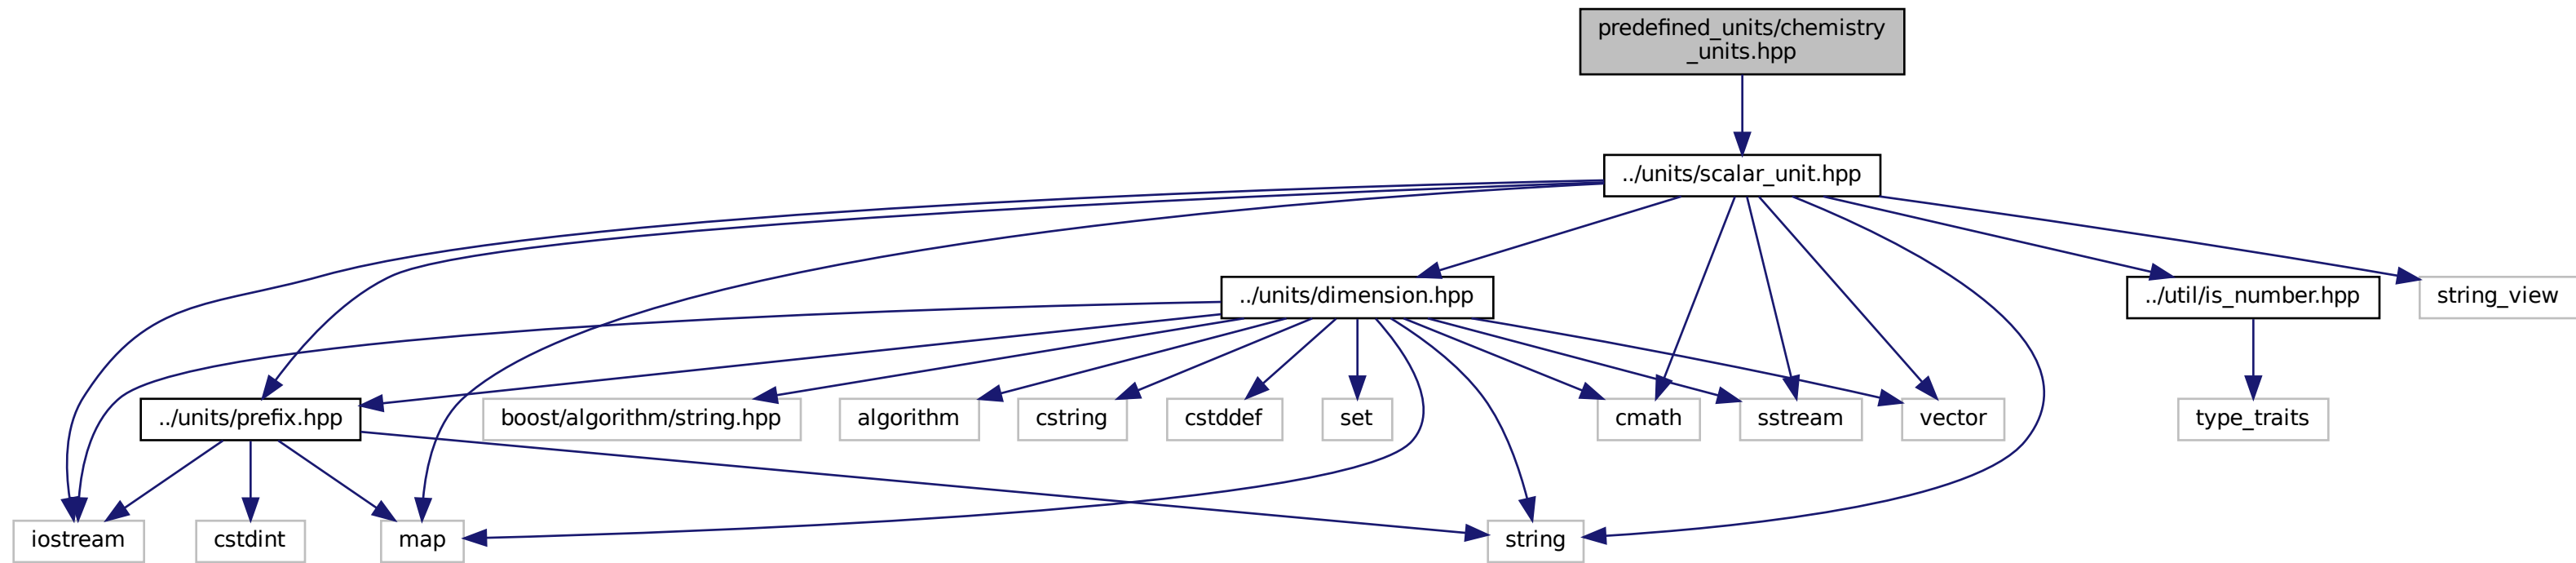 predefined_units/chemistry
_units.hpp
../units/scalar_unit.hpp
../units/dimension.hpp
../util/is_number.hpp
string_view
../units/prefix.hpp
boost/algorithm/string.hpp
algorithm
cstring
cstddef
set
cmath
sstream
vector
type_traits
iostream
cstdint
map
string